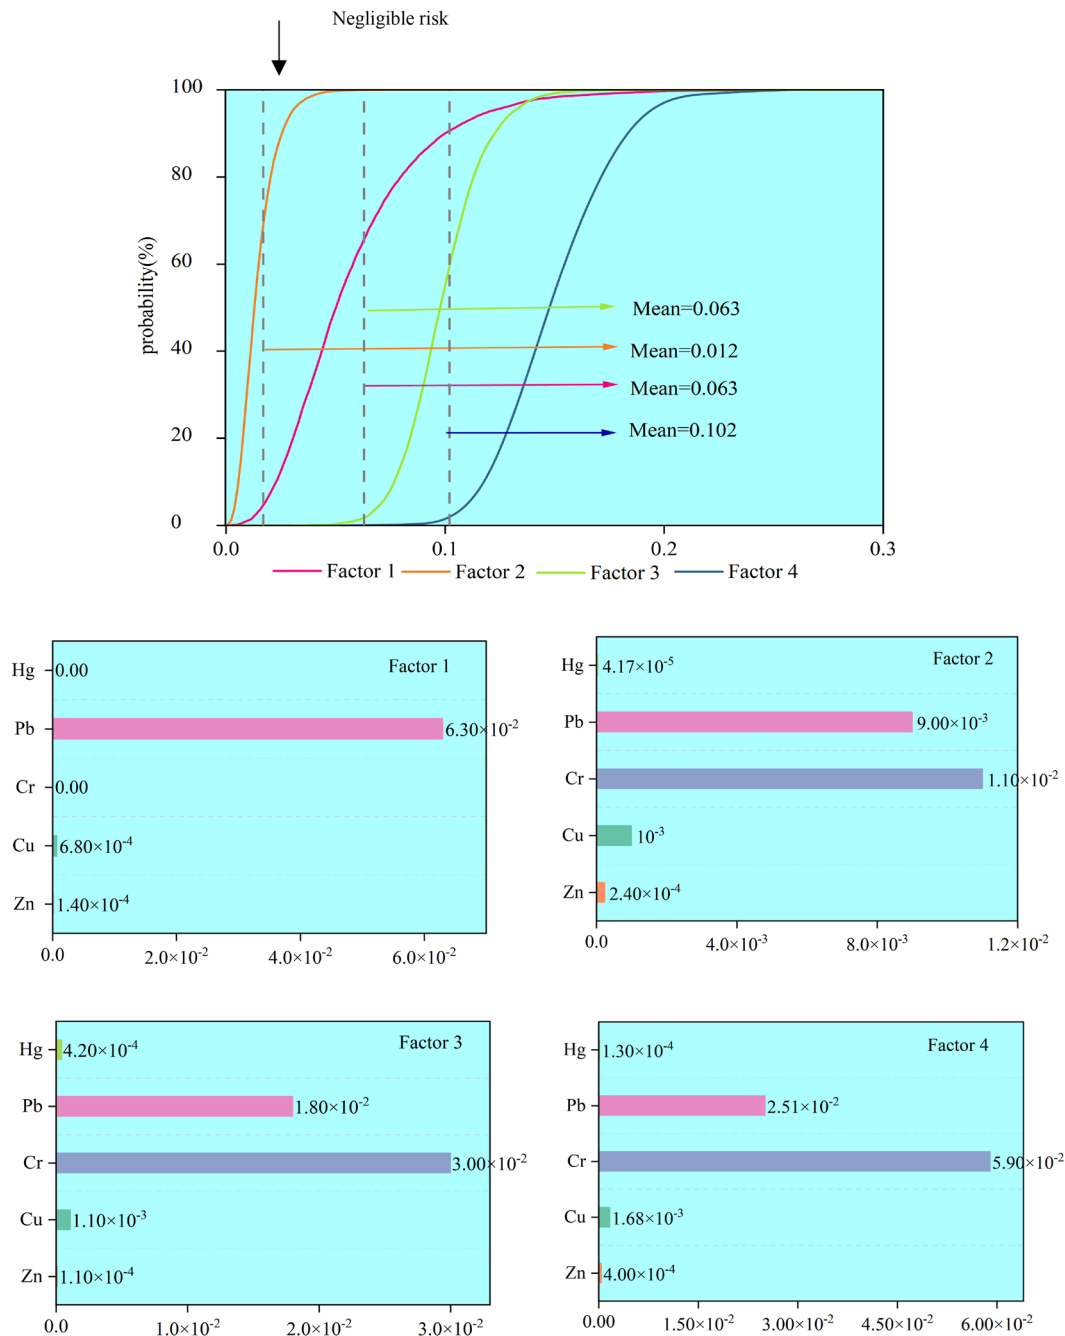 Negligible risk
100
80
60
40
20
0
probability(%)
Mean=0.063
Mean=0.012
Mean=0.063
Mean=0.102
0.0 0.1 0.2 0.3
Factor 1 Factor 2 Factor 3 Factor 4
Factor 1
Hg 0.00
Pb 6.30×10⁻²
Cr 0.00
Cu 6.80×10⁻⁴
Zn 1.40×10⁻⁴
0.0 2.0×10⁻² 4.0×10⁻² 6.0×10⁻²
Factor 2
Hg 4.17×10⁻⁵
Pb 9.00×10⁻³
Cr 1.10×10⁻²
Cu 10⁻³
Zn 2.40×10⁻⁴
0.0 4.0×10⁻³ 8.0×10⁻³ 1.2×10⁻²
Factor 3
Hg 4.20×10⁻⁴
Pb 1.80×10⁻²
Cr 3.00×10⁻²
Cu 1.10×10⁻³
Zn 1.10×10⁻⁴
0.00 1.0×10⁻² 2.0×10⁻² 3.0×10⁻²
Factor 4
Hg 1.30×10⁻⁴
Pb 2.51×10⁻²
Cr 5.90×10⁻²
Cu 1.68×10⁻³
Zn 4.00×10⁻⁴
0.00 1.50×10⁻² 3.00×10⁻² 4.50×10⁻² 6.00×10⁻²